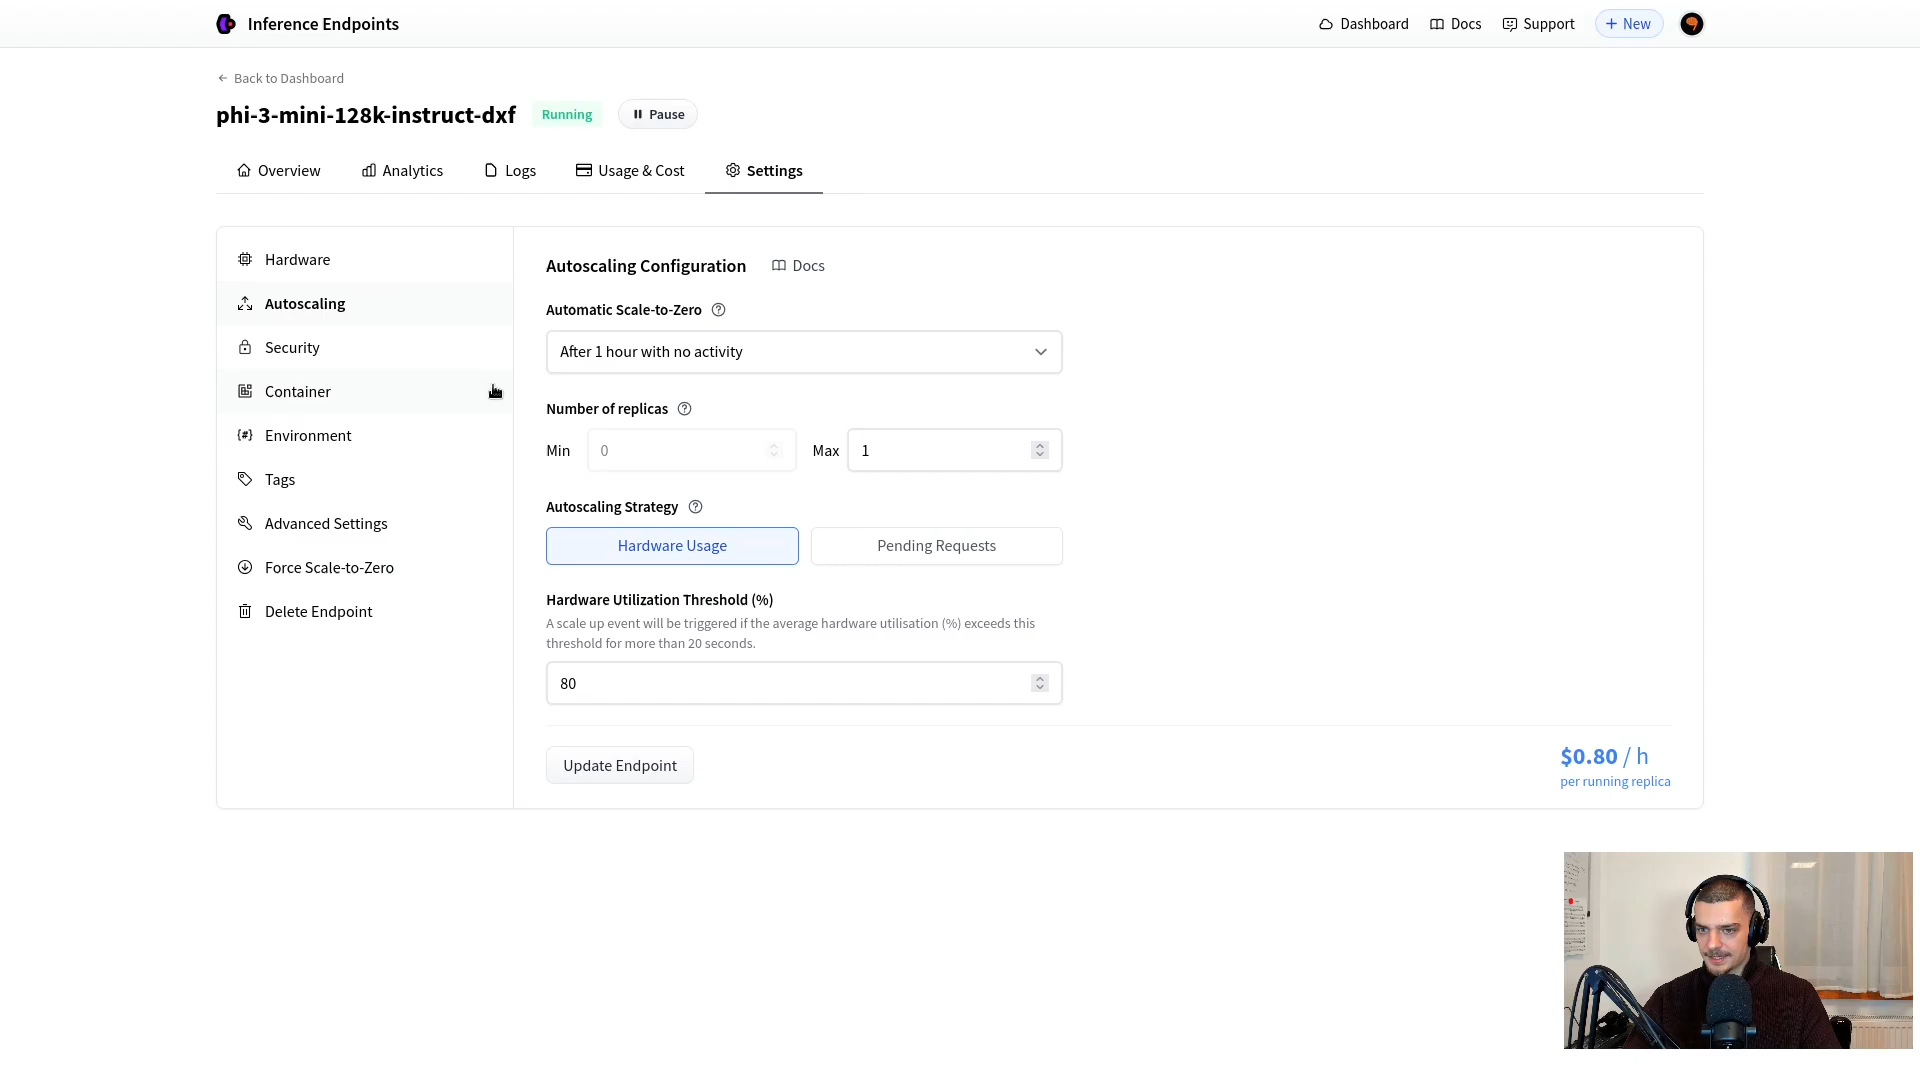 Inference Endpoints
Dashboard
Docs
Support
+ New
← Back to Dashboard
phi-3-mini-128k-instruct-dxf
Running
Pause
Overview
Analytics
Logs
Usage & Cost
Settings
Hardware
Autoscaling
Security
Container
Environment
Tags
Advanced Settings
Force Scale-to-Zero
Delete Endpoint
Autoscaling Configuration
Docs
Automatic Scale-to-Zero
After 1 hour with no activity
Number of replicas
Min 0 Max 1
Autoscaling Strategy
Hardware Usage
Pending Requests
Hardware Utilization Threshold (%)
A scale up event will be triggered if the average hardware utilisation (%) exceeds this
threshold for more than 20 seconds.
80
Update Endpoint
$0.80 / h
per running replica